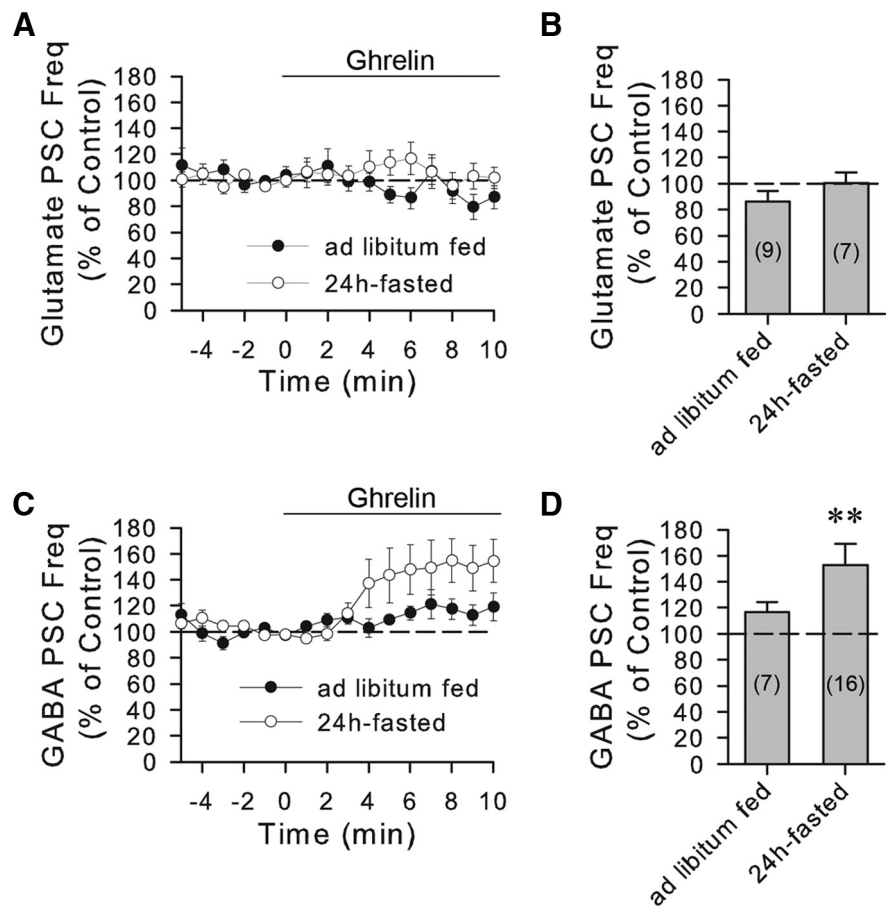 A
Ghrelin
Glutamate PSC Freq
(% of Control)
180
160
140
120
100
80
60
40
20
0
ad libitum fed
24h-fasted
-4 -2 0 2 4 6 8 10
Time (min)
B
Glutamate PSC Freq
(% of Control)
180
160
140
120
100
80
60
40
20
0
(9) (7)
ad libitum fed
24h-fasted
C
Ghrelin
GABA PSC Freq
(% of Control)
180
160
140
120
100
80
60
40
20
0
ad libitum fed
24h-fasted
-4 -2 0 2 4 6 8 10
Time (min)
D
GABA PSC Freq
(% of Control)
180
160
140
120
100
80
60
40
20
0
**
(7) (16)
ad libitum fed
24h-fasted